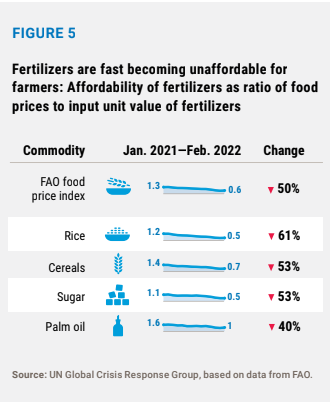 FIGURE 5
Fertilizers are fast becoming unaffordable for
farmers: Affordability of fertilizers as ratio of food
prices to input unit value of fertilizers
Commodity Jan. 2021—Feb. 2022 Change
FAO food
price index 1.3 0.6 ▼ 50%
Rice 1.2 0.5 ▼ 61%
Cereals 1.4 0.7 ▼ 53%
Sugar 1.1 0.5 ▼ 53%
Palm oil 1.6 1 ▼ 40%
Source: UN Global Crisis Response Group, based on data from FAO.